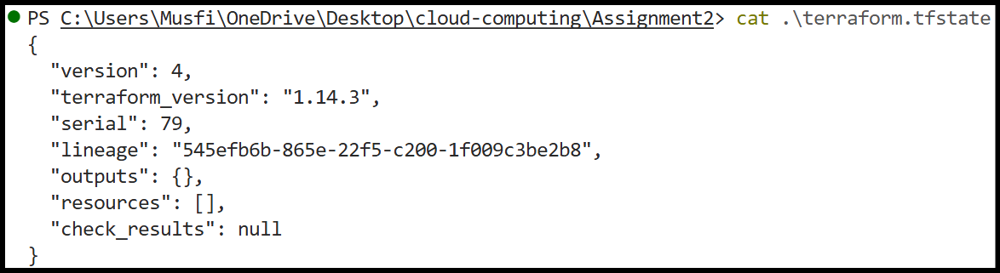 PS C:\Users\Musfi\OneDrive\Desktop\cloud-computing\Assignment2> cat .\terraform.tfstate
{
  "version": 4,
  "terraform_version": "1.14.3",
  "serial": 79,
  "lineage": "545efb6b-865e-22f5-c200-1f009c3be2b8",
  "outputs": {},
  "resources": [],
  "check_results": null
}